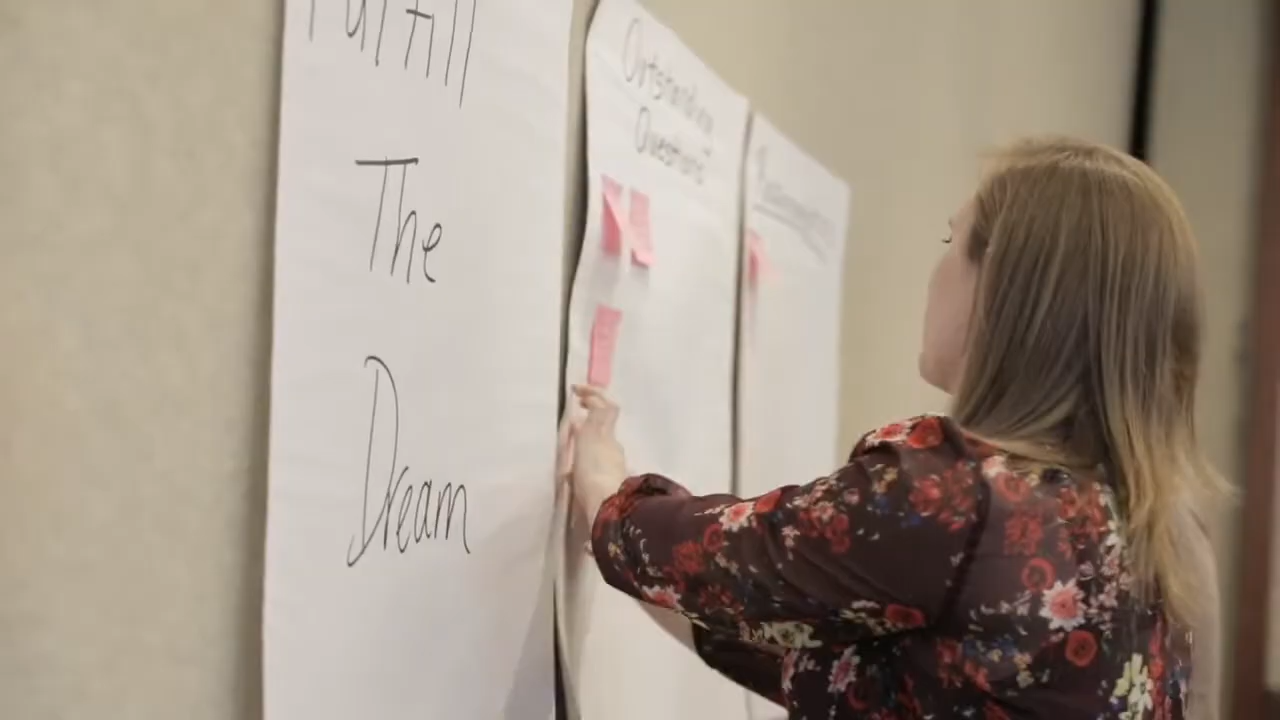 Fulfill
The
Dream
Outstanding
Questions